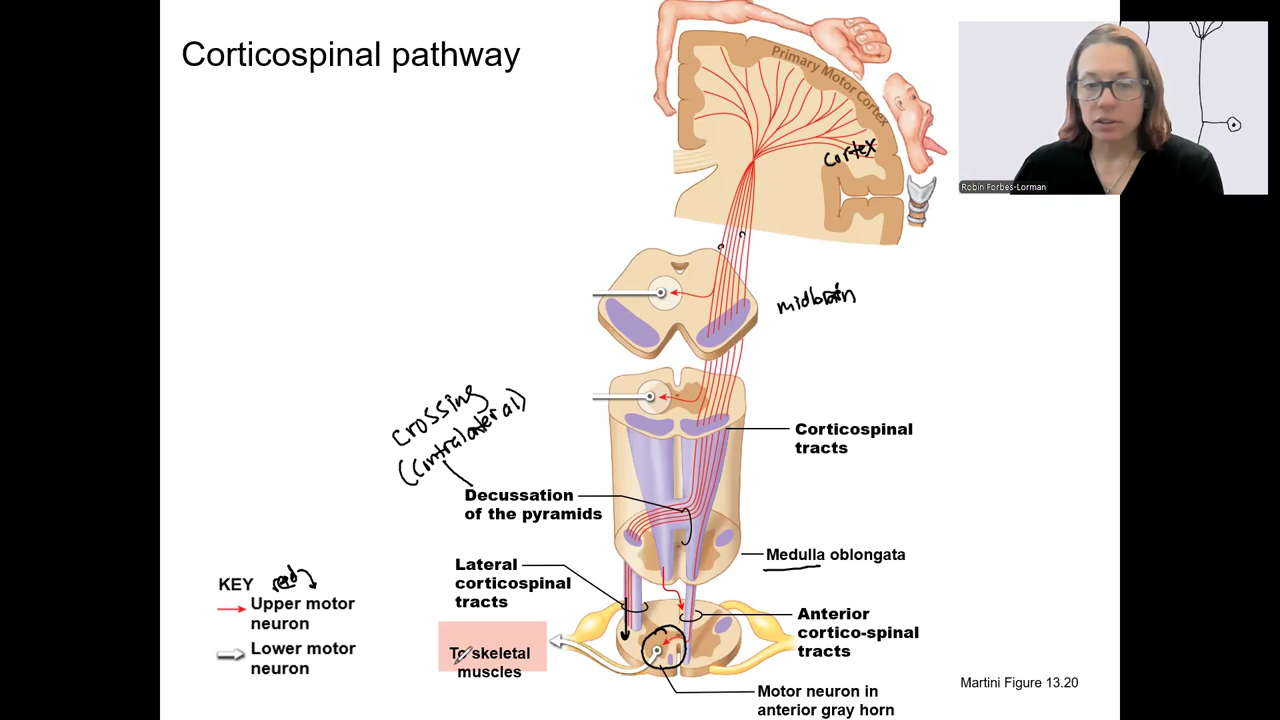 Corticospinal pathway
Primary Motor Cortex
cortex
Robin Forbes-Lorman
midbrain
crossing
(contralateral)
Corticospinal
tracts
Decussation
of the pyramids
Medulla oblongata
Lateral
corticospinal
tracts
KEY
red
Upper motor
neuron
Lower motor
neuron
Anterior
cortico-spinal
tracts
To skeletal
muscles
Motor neuron in
anterior gray horn
Martini Figure 13.20